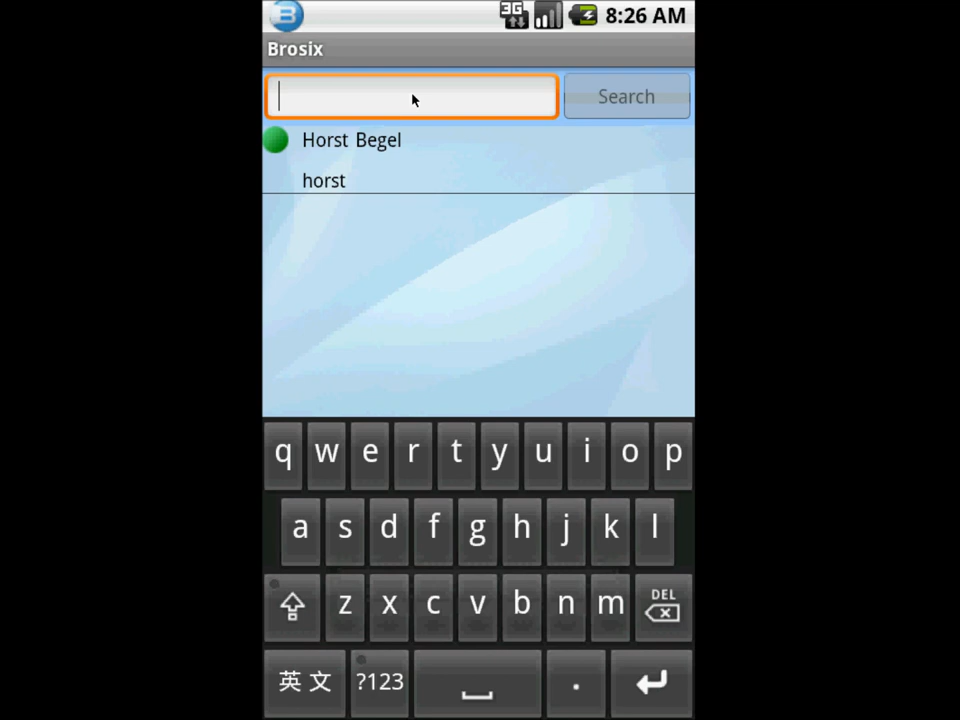 B 3G 8:26 AM
Brosix
Search
Horst Begel
horst
q w e r t y u i o p
a s d f g h j k l
z x c v b n m DEL
英文 ?123 .